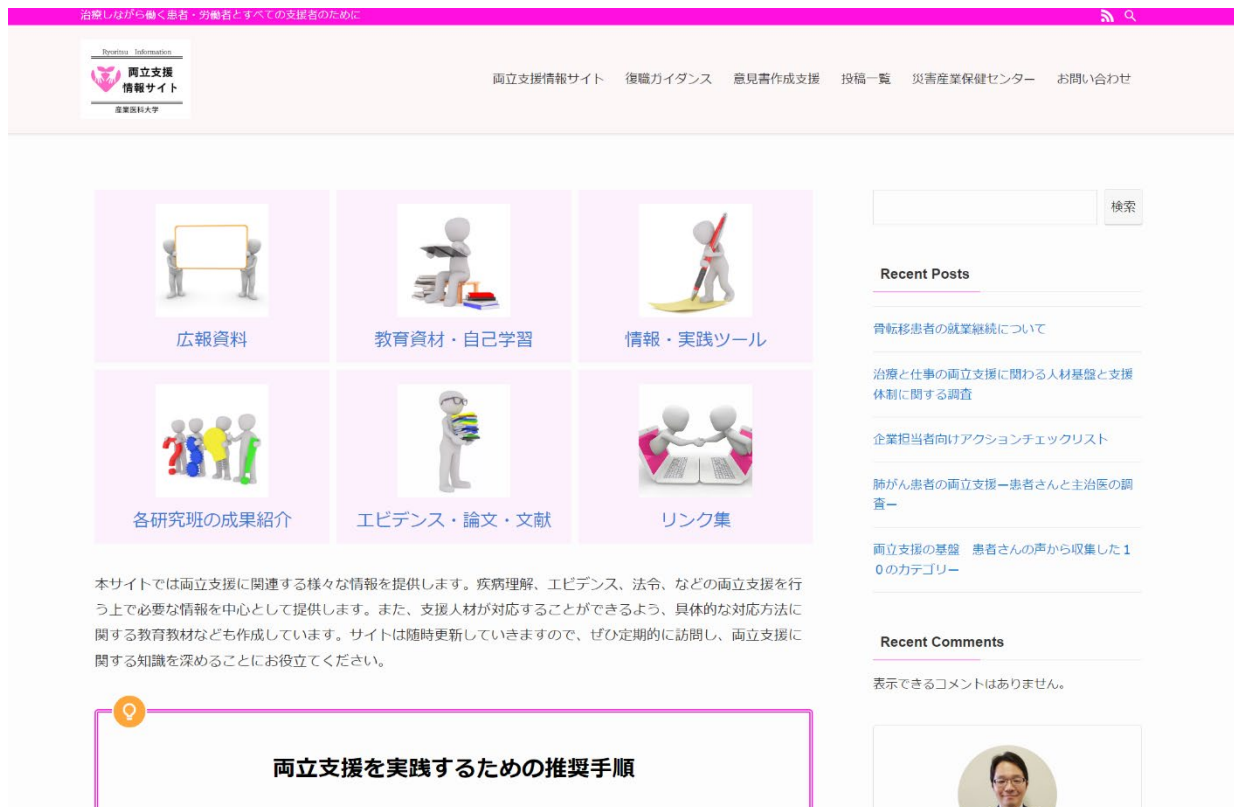 治療しながら働く患者・労働者とすべての支援者のために
Ryoritsu Information
両立支援
情報サイト
産業医科大学
両立支援情報サイト 復職ガイダンス 意見書作成支援 投稿一覧 災害産業保健センター お問い合わせ
広報資料
教育資材・自己学習
情報・実践ツール
各研究班の成果紹介
エビデンス・論文・文献
リンク集
本サイトでは両立支援に関連する様々な情報を提供します。疾病理解、エビデンス、法令、などの両立支援を行
う上で必要な情報を中心として提供します。また、支援人材が対応することができるよう、具体的な対応方法に
関する教育教材なども作成しています。サイトは随時更新していきますので、ぜひ定期的に訪問し、両立支援に
関する知識を深めることにお役立てください。
両立支援を実践するための推奨手順
検索
Recent Posts
骨転移患者の就業継続について
治療と仕事の両立支援に関わる人材基盤と支援
体制に関する調査
企業担当者向けアクションチェックリスト
肺がん患者の両立支援ー患者さんと主治医の調
査ー
両立支援の基盤　患者さんの声から収集した１
０のカテゴリー
Recent Comments
表示できるコメントはありません。